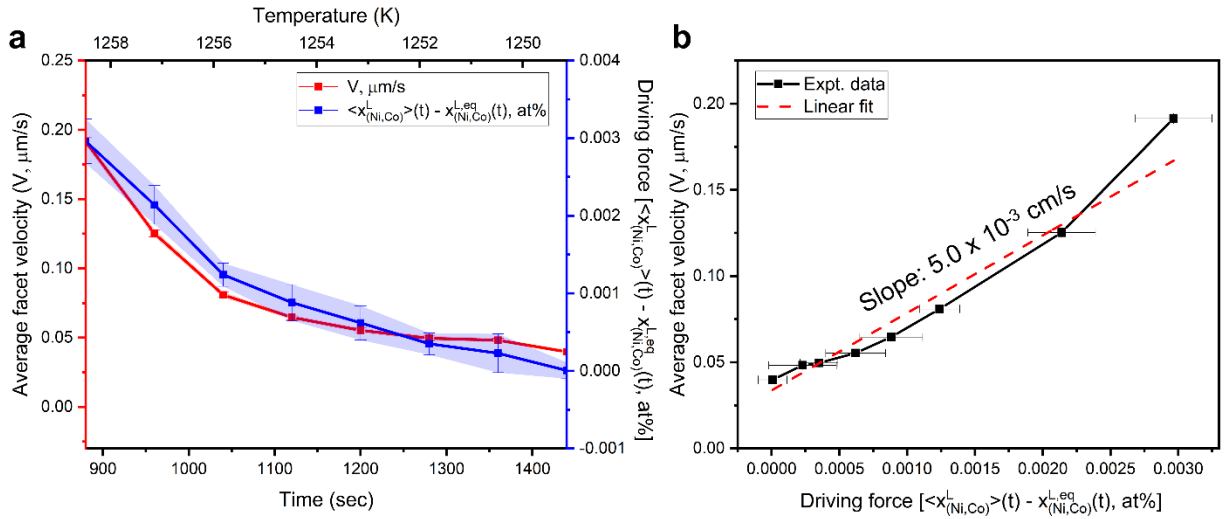 a
Temperature (K)
1258 1256 1254 1252 1250
Average facet velocity (V, μm/s)
0.25
0.20
0.15
0.10
0.05
0.00
V, μm/s
<x^L_(Ni,Co)>(t) - x^L,eq_(Ni,Co)(t), at%
0.004
0.003
0.002
0.001
0.000
-0.001
Driving force [<x^L_(Ni,Co)>(t) - x^L,eq_(Ni,Co)(t), at%]
900 1000 1100 1200 1300 1400
Time (sec)
b
Average facet velocity (V, μm/s)
0.20
0.15
0.10
0.05
0.00
Expt. data
Linear fit
Slope: 5.0 x 10^-3 cm/s
0.0000 0.0005 0.0010 0.0015 0.0020 0.0025 0.0030
Driving force [<x^L_(Ni,Co)>(t) - x^L,eq_(Ni,Co)(t), at%]